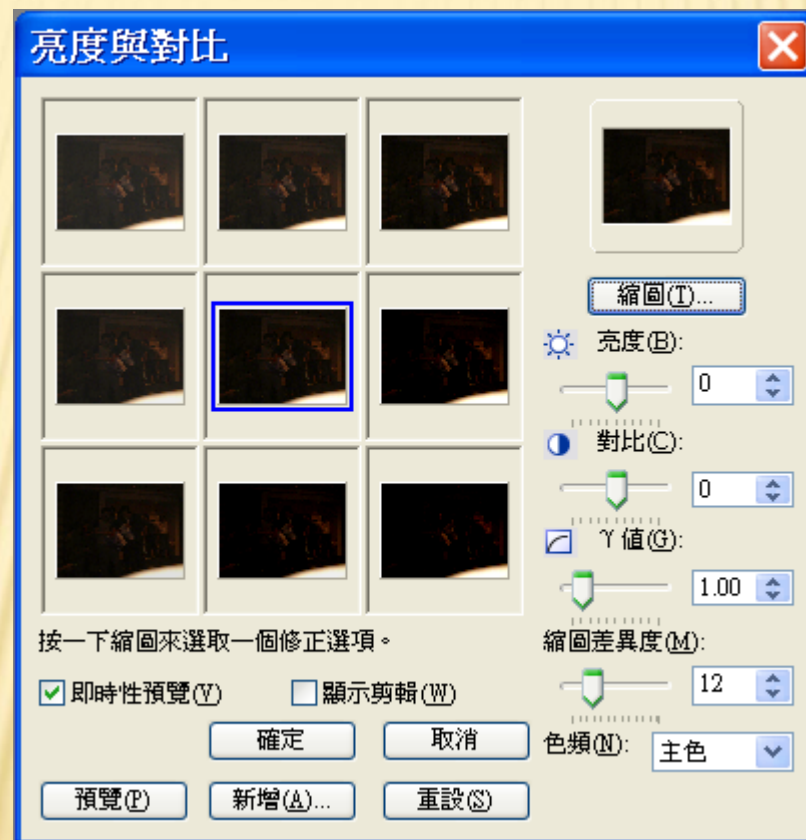 亮度與對比
縮圖(T)...
亮度(B):
0
對比(C):
0
γ值(G):
1.00
按一下縮圖來選取一個修正選項。
縮圖差異度(M):
12
即時性預覽(V)
顯示剪輯(W)
色頻(N):
主色
確定
取消
預覽(P)
新增(A)...
重設(S)